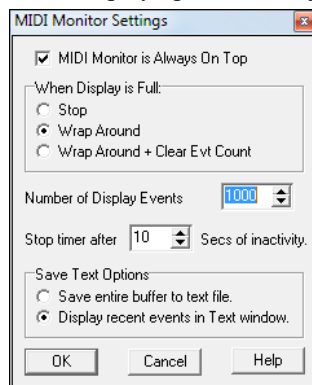 MIDI Monitor Settings
MIDI Monitor is Always On Top
When Display is Full:
Stop
Wrap Around
Wrap Around + Clear Evt Count
Number of Display Events 1000
Stop timer after 10 Secs of inactivity.
Save Text Options
Save entire buffer to text file.
Display recent events in Text window.
OK Cancel Help